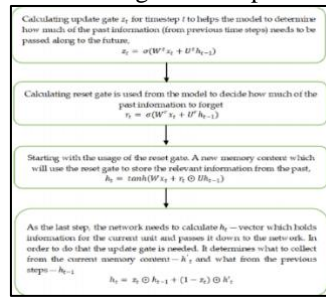 Calculating update gate z_t for timestep t to helps the model to determine
how much of the past information (from previous time steps) needs to be
passed along to the future,
z_t = σ(W^z x_t + U^z h_{t-1})
Calculating reset gate is used from the model to decide how much of the
past information to forget
r_t = σ(W^r x_t + U^r h_{t-1})
Starting with the usage of the reset gate. A new memory content which
will use the reset gate to store the relevant information from the past,
h_t = tanh(W x_t + r_t ⊙ U h_{t-1})
As the last step, the network needs to calculate h_t – vector which holds
information for the current unit and passes it down to the network. In
order to do that the update gate is needed. It determines what to collect
from the current memory content – h'_t and what from the previous
steps – h_{t-1}
h_t = z_t ⊙ h_{t-1} + (1 − z_t) ⊙ h'_t